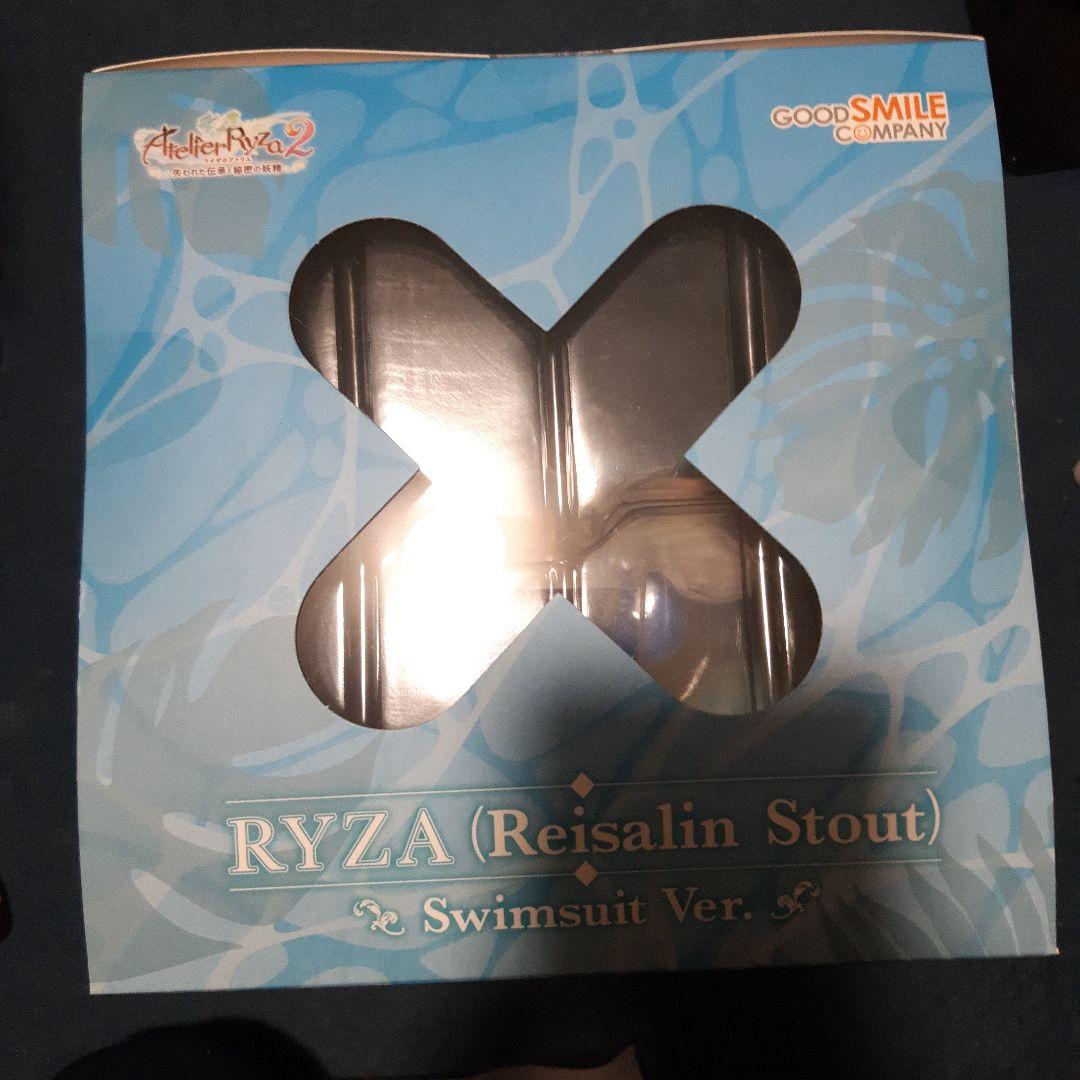 Atelier Ryza 2
ライザのアトリエ
失われた伝承と秘密の妖精
GOOD SMILE
COMPANY
RYZA (Reisalin Stout)
Swimsuit Ver.